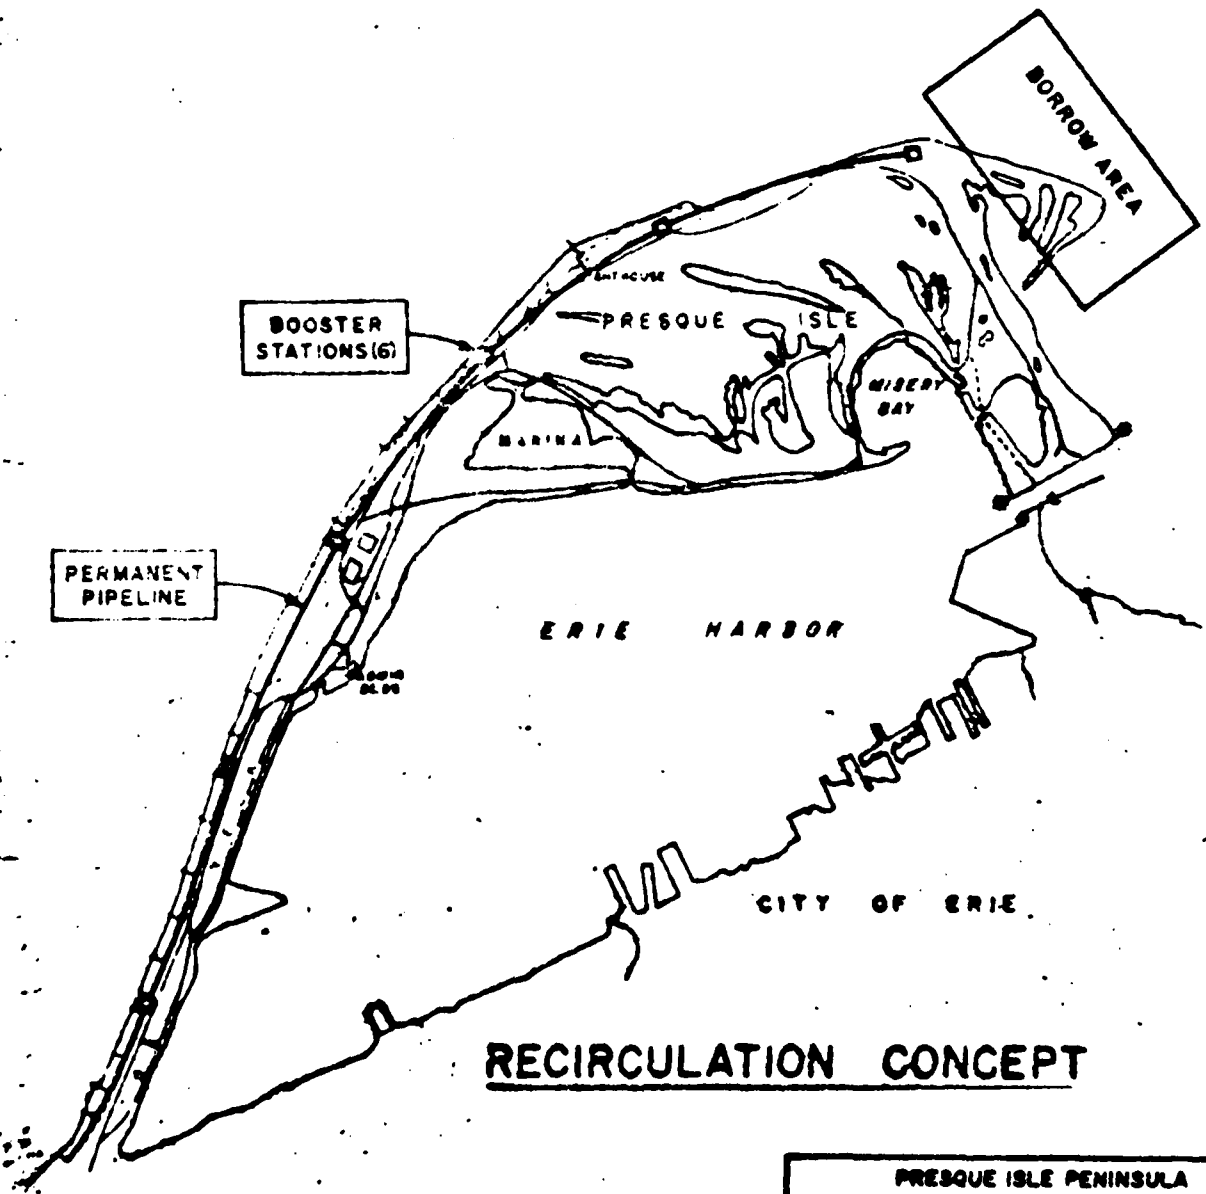 BORROW AREA
BOOSTER
STATIONS(6)
PRESQUE ISLE
MISERY
BAY
MARINA
PERMANENT
PIPELINE
ERIE HARBOR
BLDG
CITY OF ERIE
RECIRCULATION CONCEPT
PRESQUE ISLE PENINSULA